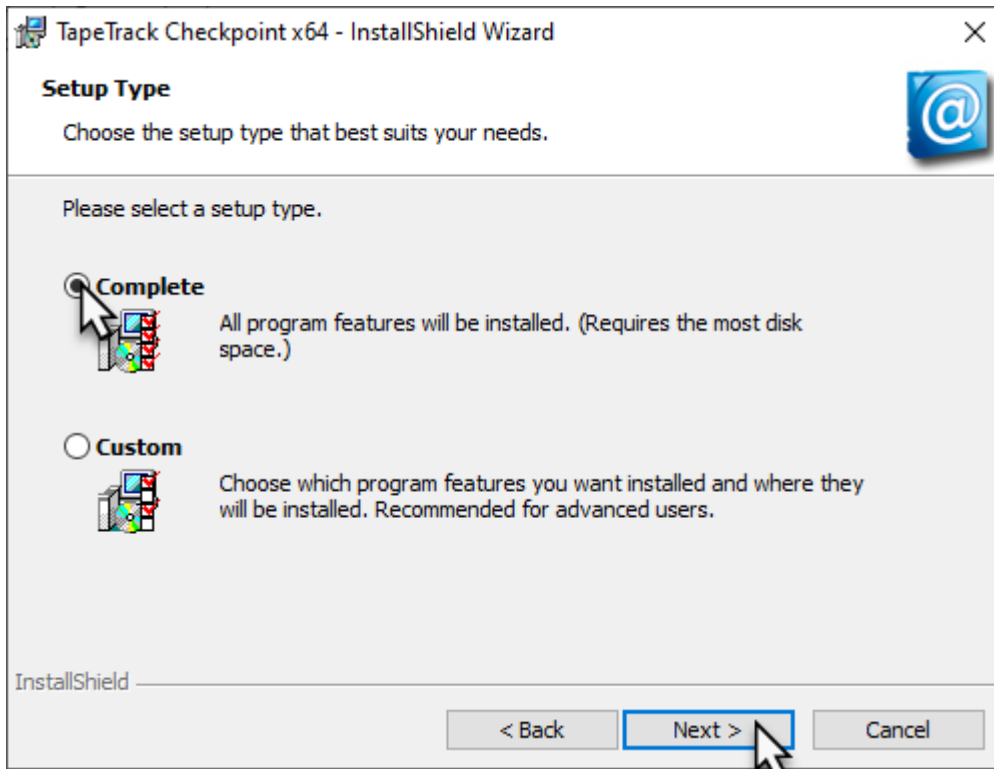 TapeTrack Checkpoint x64 - InstallShield Wizard
Setup Type
Choose the setup type that best suits your needs.
Please select a setup type.
Complete
All program features will be installed. (Requires the most disk
space.)
Custom
Choose which program features you want installed and where they
will be installed. Recommended for advanced users.
InstallShield
< Back
Next >
Cancel